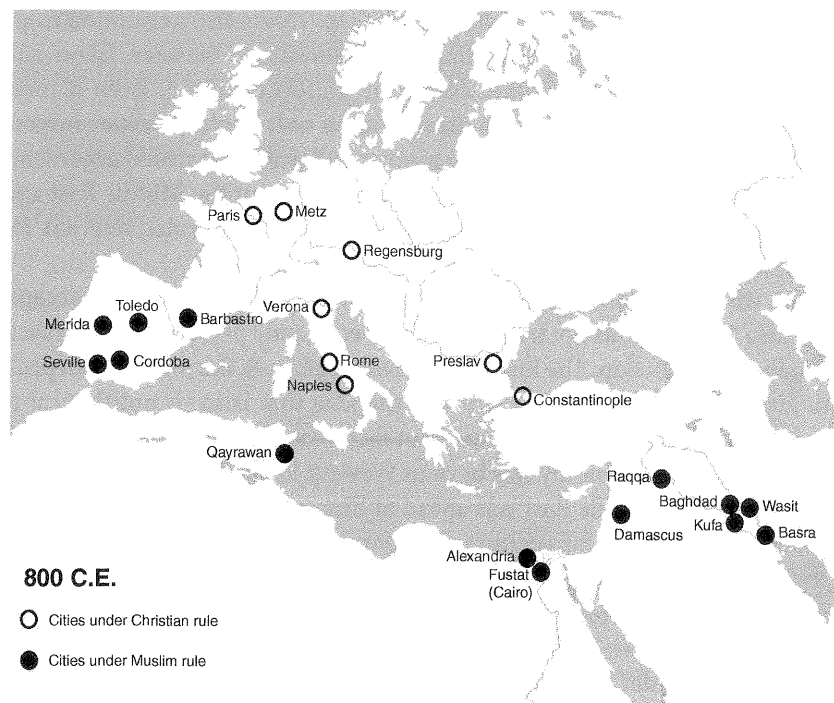 Paris
Metz
Regensburg
Verona
Toledo
Merida
Barbastro
Seville
Cordoba
Rome
Preslav
Naples
Constantinople
Qayrawan
Raqqa
Baghdad
Wasit
Kufa
Damascus
Basra
Alexandria
Fustat
(Cairo)
800 C.E.
Cities under Christian rule
Cities under Muslim rule